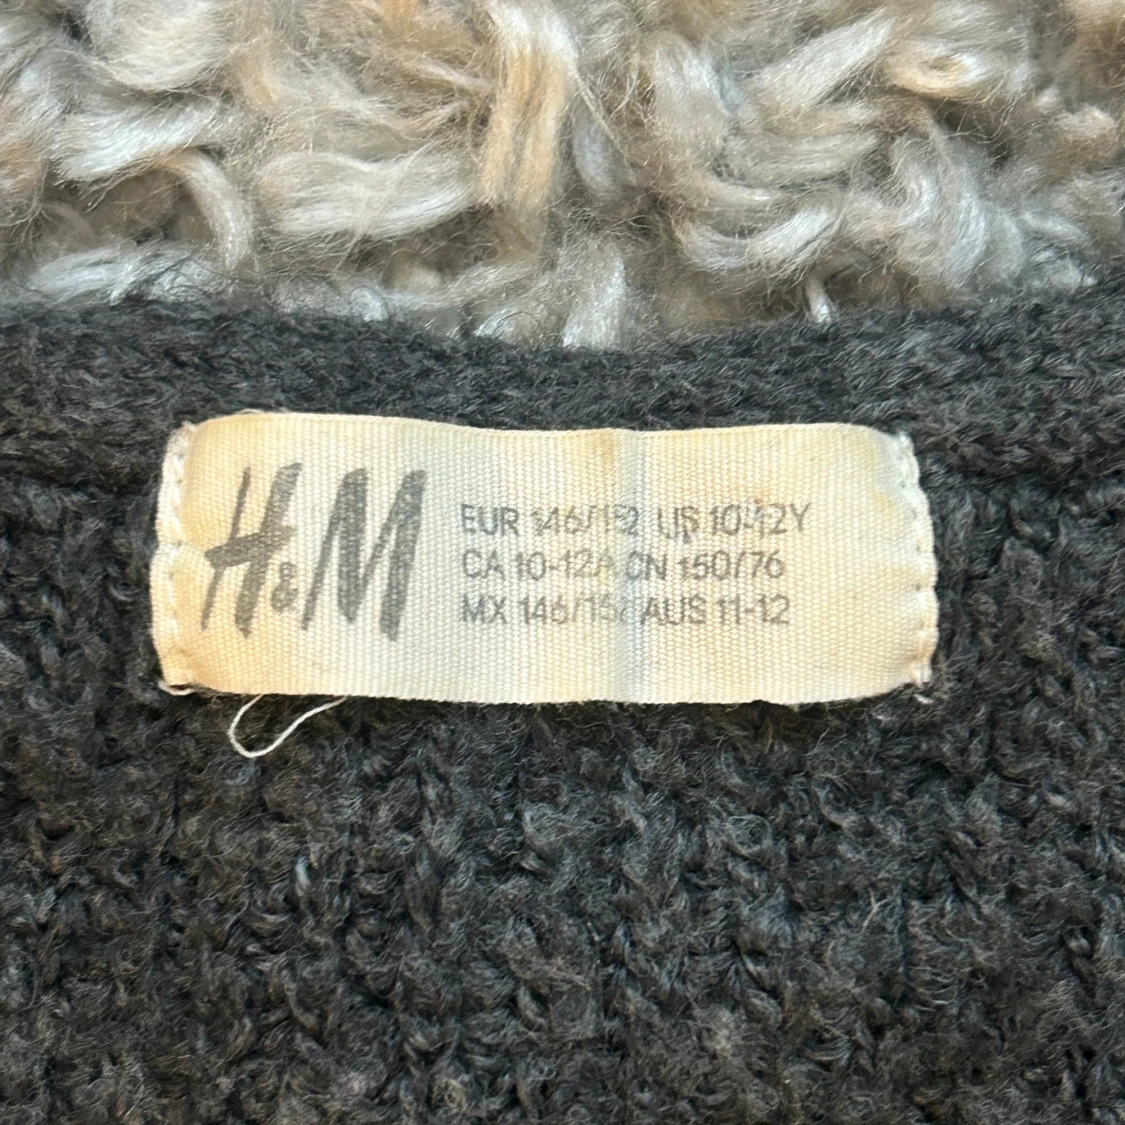 H&M
EUR 146/152 US 10-12Y
CA 10-12A CN 150/76
MX 146/152 AUS 11-12